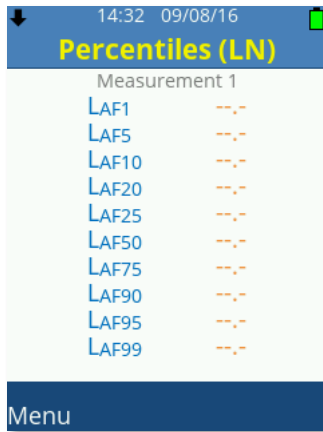 14:32 09/08/16
Percentiles (LN)
Measurement 1
LAF1 --.-
LAF5 --.-
LAF10 --.-
LAF20 --.-
LAF25 --.-
LAF50 --.-
LAF75 --.-
LAF90 --.-
LAF95 --.-
LAF99 --.-
Menu